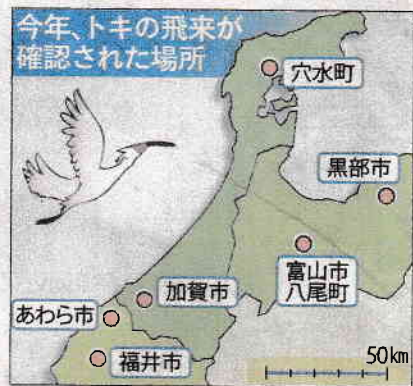 今年、トキの飛来が
確認された場所
穴水町
黒部市
富山市
八尾町
加賀市
あわら市
福井市
50km